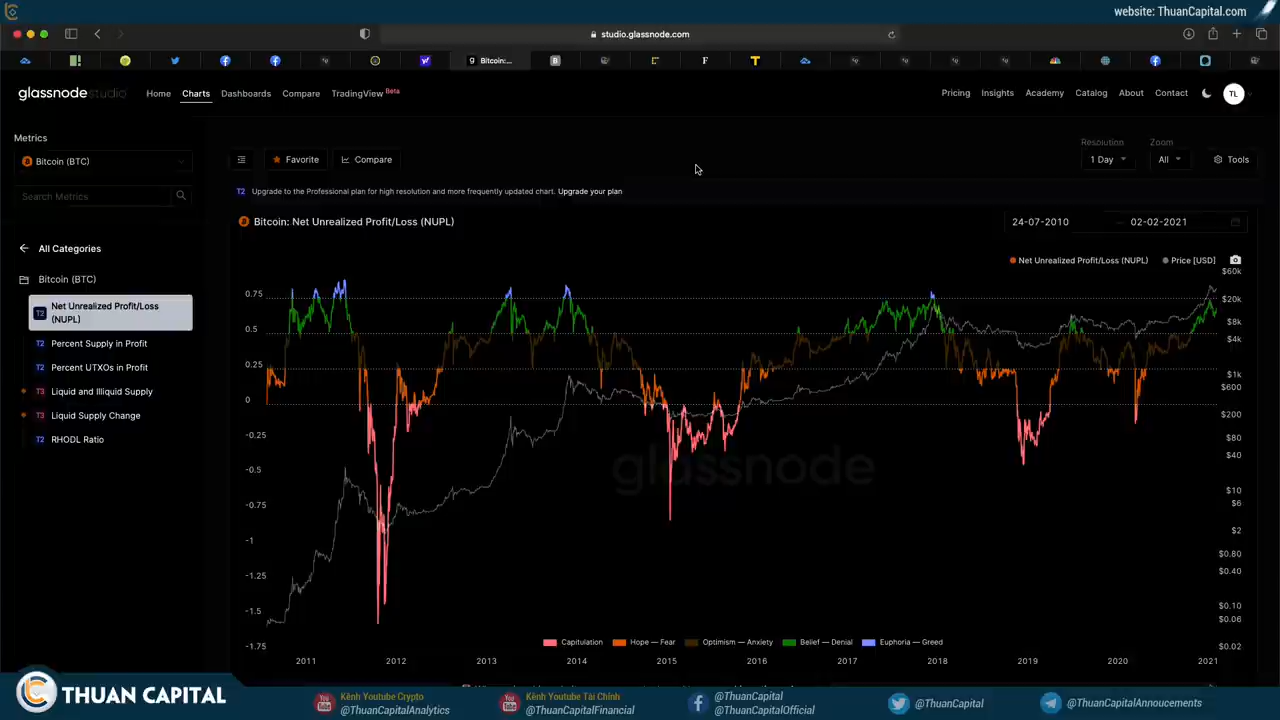 website: ThuanCapital.com
studio.glassnode.com
Bitcoin:...
glassnode studio
Home
Charts
Dashboards
Compare
TradingView Beta
Pricing
Insights
Academy
Catalog
About
Contact
TL
Metrics
Bitcoin (BTC)
Search Metrics
All Categories
Bitcoin (BTC)
T2 Net Unrealized Profit/Loss
(NUPL)
T2 Percent Supply in Profit
T2 Percent UTXOs in Profit
T3 Liquid and Illiquid Supply
T3 Liquid Supply Change
T2 RHODL Ratio
Favorite
Compare
Resolution
1 Day
Zoom
All
Tools
T2 Upgrade to the Professional plan for high resolution and more frequently updated chart. Upgrade your plan
Bitcoin: Net Unrealized Profit/Loss (NUPL)
24-07-2010
02-02-2021
Net Unrealized Profit/Loss (NUPL)
Price [USD]
0.75
0.5
0.25
0
-0.25
-0.5
-0.75
-1
-1.25
-1.5
-1.75
$60k
$20k
$8k
$4k
$1k
$600
$200
$80
$40
$10
$6
$2
$0.80
$0.40
$0.10
$0.06
$0.02
glassnode
Capitulation
Hope — Fear
Optimism — Anxiety
Belief — Denial
Euphoria — Greed
2011 2012 2013 2014 2015 2016 2017 2018 2019 2020 2021
THUAN CAPITAL
Kênh Youtube Crypto
@ThuanCapitalAnalytics
Kênh Youtube Tài Chính
@ThuanCapitalFinancial
@ThuanCapital
@ThuanCapitalOfficial
@ThuanCapital
@ThuanCapitalAnnoucements